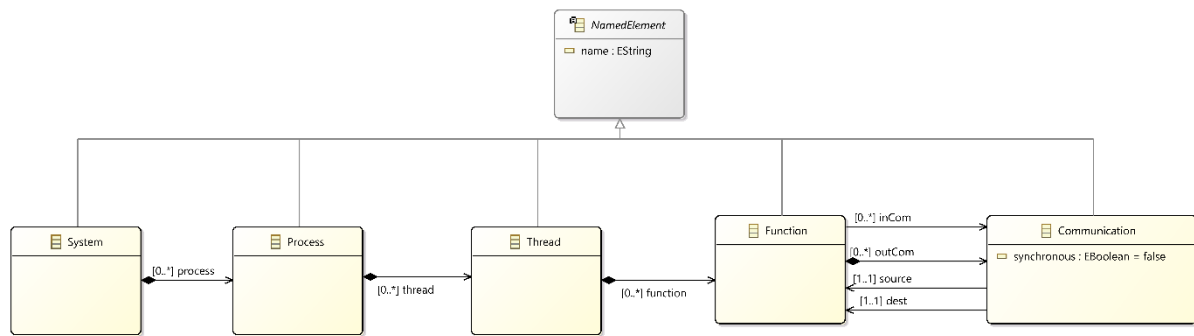 NamedElement
name : EString
System
Process
Thread
Function
Communication
[0..*] inCom
[0..*] outCom
synchronous : EBoolean = false
[0..*] process
[0..*] thread
[0..*] function
[1..1] source
[1..1] dest